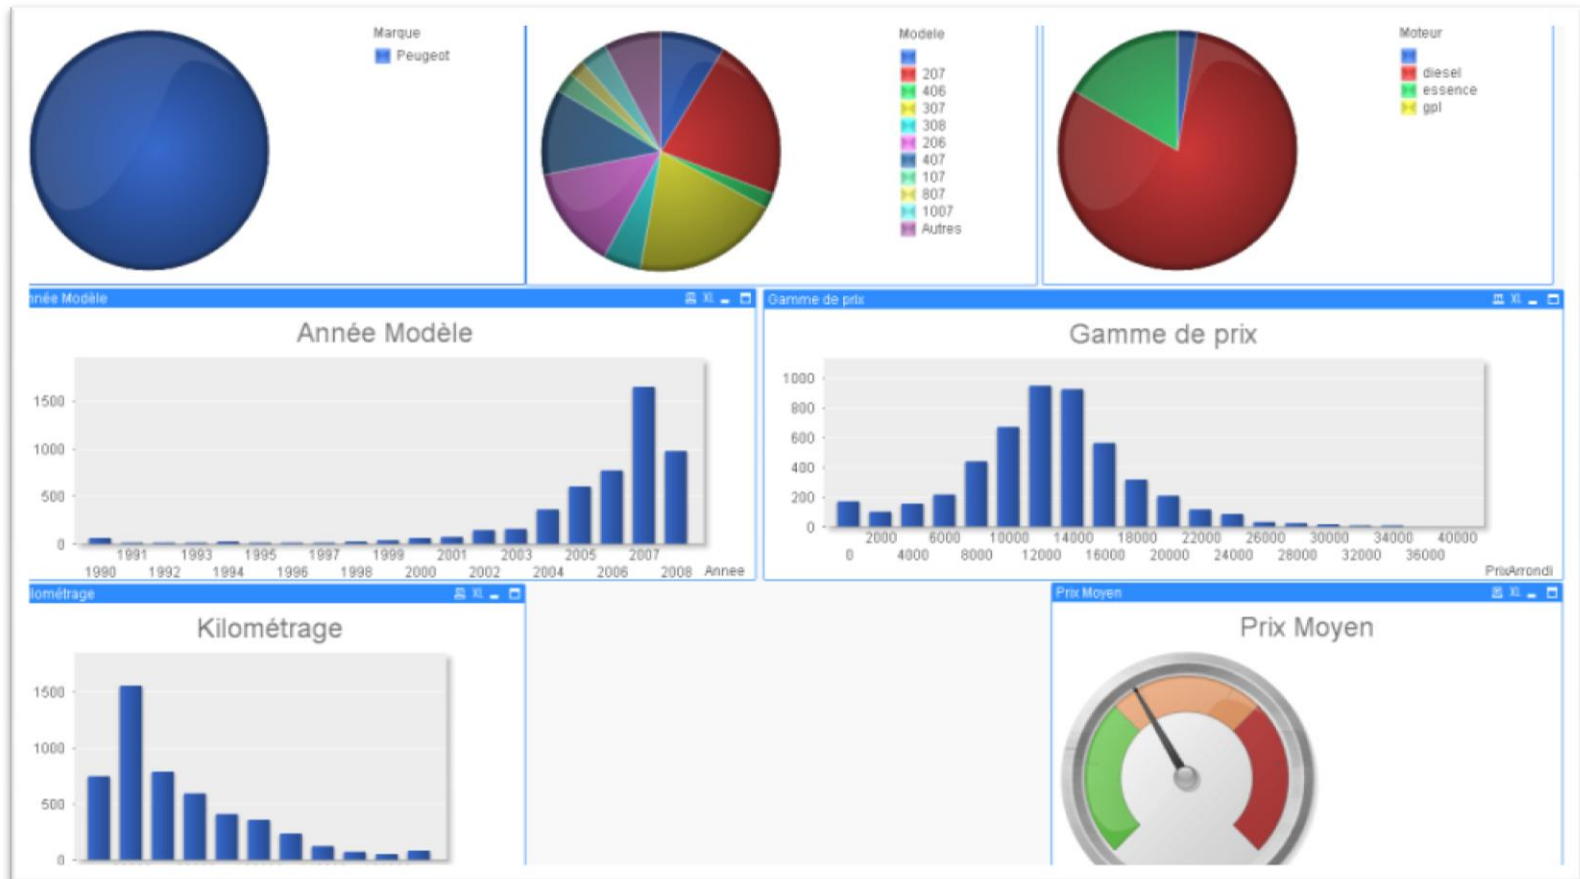 Marque
Peugeot
Modele
207
406
307
308
206
407
107
807
1007
Autres
Moteur
diesel
essence
gpl
nnée Modèle
XL
Année Modèle
1500
1000
500
0
1991 1993 1995 1997 1999 2001 2003 2005 2007
1990 1992 1994 1996 1998 2000 2002 2004 2006 2008 Annee
Gamme de prix
XL
Gamme de prix
1000
800
600
400
200
0
2000 6000 10000 14000 18000 22000 26000 30000 34000 40000
0 4000 8000 12000 16000 20000 24000 28000 32000 36000
PrixArrondi
ilométrage
XL
Kilométrage
1500
1000
500
0
Prix Moyen
XL
Prix Moyen